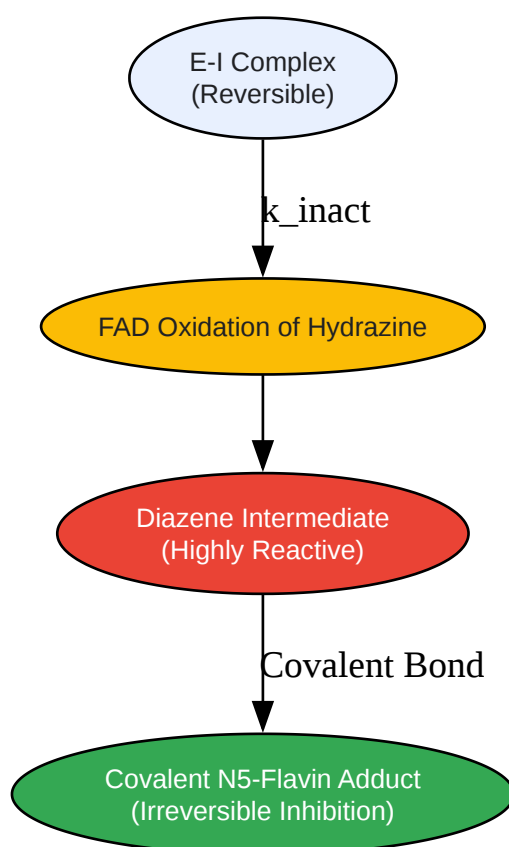 E-I Complex
(Reversible)
k_inact
FAD Oxidation of Hydrazine
Diazene Intermediate
(Highly Reactive)
Covalent Bond
Covalent N5-Flavin Adduct
(Irreversible Inhibition)